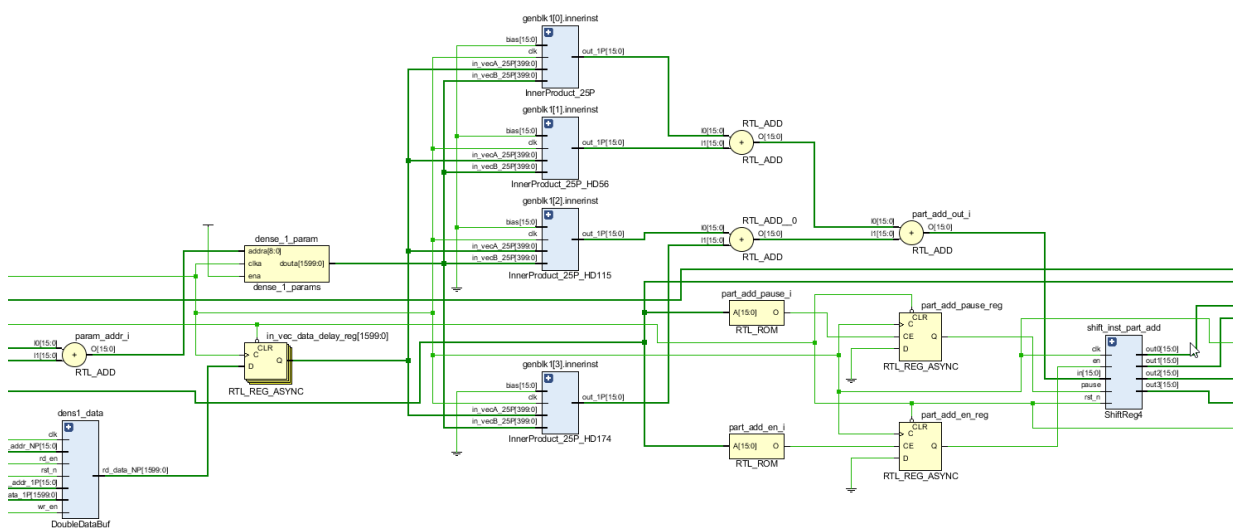 genblk1[0].innerinst
bias[15:0]
clk
in_vecA_25P[399:0]
in_vecB_25P[399:0]
out_1P[15:0]
InnerProduct_25P
genblk1[1].innerinst
bias[15:0]
clk
in_vecA_25P[399:0]
in_vecB_25P[399:0]
out_1P[15:0]
InnerProduct_25P_HD56
RTL_ADD
I0[15:0]
I1[15:0]
O[15:0]
RTL_ADD
genblk1[2].innerinst
bias[15:0]
clk
in_vecA_25P[399:0]
in_vecB_25P[399:0]
out_1P[15:0]
InnerProduct_25P_HD115
RTL_ADD__0
I0[15:0]
I1[15:0]
O[15:0]
RTL_ADD
part_add_out_i
I0[15:0]
I1[15:0]
O[15:0]
RTL_ADD
dense_1_param
addra[8:0]
clka
ena
douta[1599:0]
dense_1_params
param_addr_i
I0[15:0]
I1[15:0]
O[15:0]
RTL_ADD
in_vec_data_delay_reg[1599:0]
CLR
C
D
Q
RTL_REG_ASYNC
part_add_pause_i
A[15:0]
O
RTL_ROM
part_add_pause_reg
CLR
C
CE
D
Q
RTL_REG_ASYNC
shift_inst_part_add
clk
en
in[15:0]
pause
rst_n
out0[15:0]
out1[15:0]
out2[15:0]
out3[15:0]
ShiftReg4
genblk1[3].innerinst
bias[15:0]
clk
in_vecA_25P[399:0]
in_vecB_25P[399:0]
out_1P[15:0]
InnerProduct_25P_HD174
part_add_en_i
A[15:0]
O
RTL_ROM
part_add_en_reg
CLR
C
CE
D
Q
RTL_REG_ASYNC
dens1_data
clk
_addr_NP[15:0]
rd_en
rst_n
_addr_1P[15:0]
ata_1P[1599:0]
wr_en
rd_data_NP[1599:0]
DoubleDataBuf